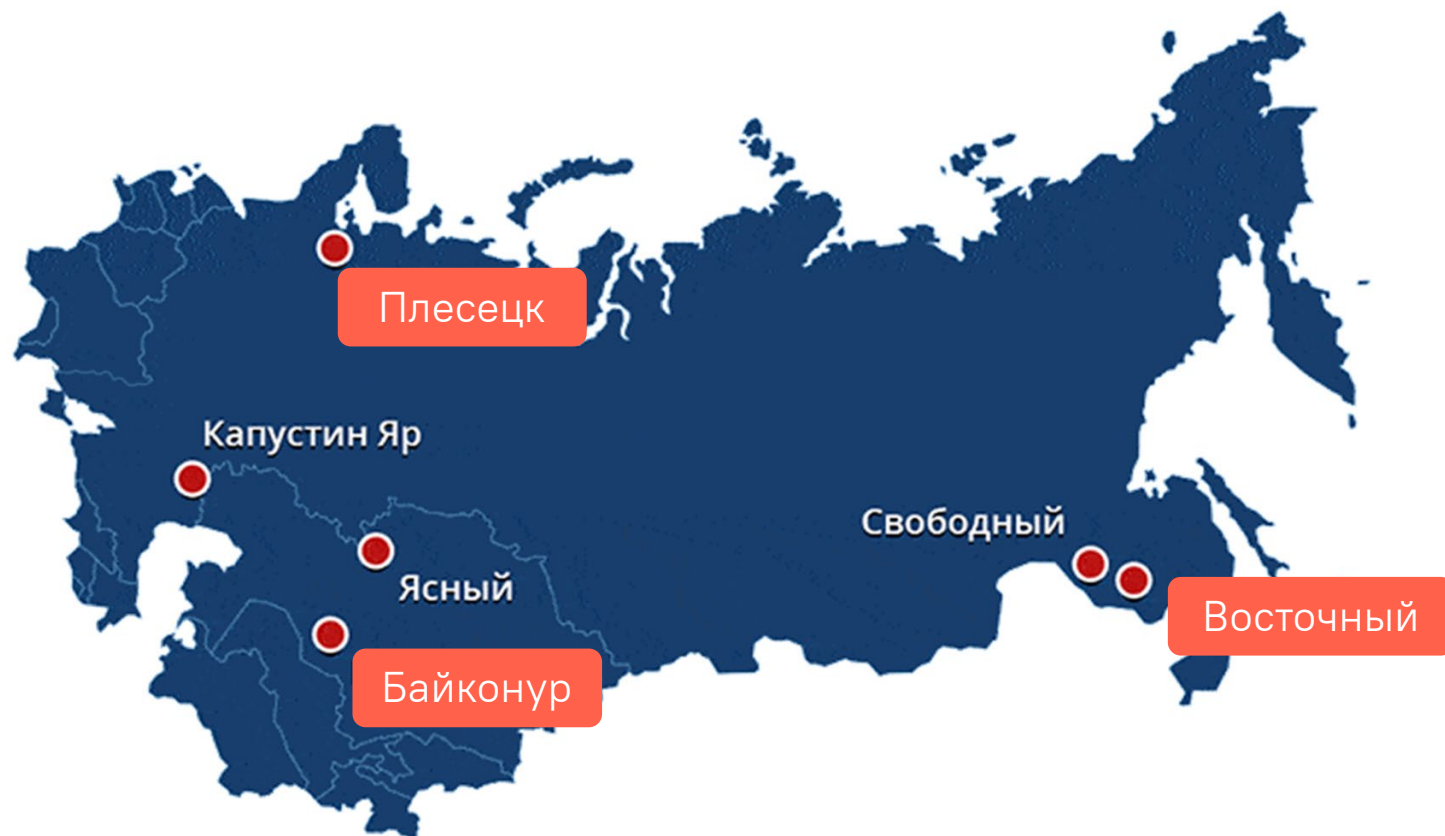 Плесецк
Капустин Яр
Свободный
Ясный
Восточный
Байконур